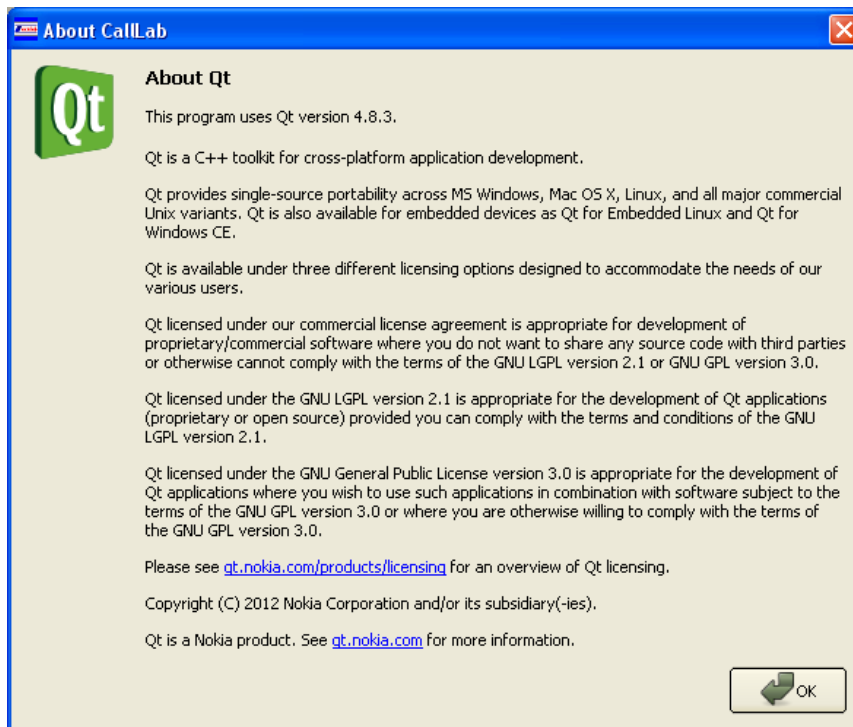 About CallLab
Qt
About Qt
This program uses Qt version 4.8.3.
Qt is a C++ toolkit for cross-platform application development.
Qt provides single-source portability across MS Windows, Mac OS X, Linux, and all major commercial
Unix variants. Qt is also available for embedded devices as Qt for Embedded Linux and Qt for
Windows CE.
Qt is available under three different licensing options designed to accommodate the needs of our
various users.
Qt licensed under our commercial license agreement is appropriate for development of
proprietary/commercial software where you do not want to share any source code with third parties
or otherwise cannot comply with the terms of the GNU LGPL version 2.1 or GNU GPL version 3.0.
Qt licensed under the GNU LGPL version 2.1 is appropriate for the development of Qt applications
(proprietary or open source) provided you can comply with the terms and conditions of the GNU
LGPL version 2.1.
Qt licensed under the GNU General Public License version 3.0 is appropriate for the development of
Qt applications where you wish to use such applications in combination with software subject to the
terms of the GNU GPL version 3.0 or where you are otherwise willing to comply with the terms of
the GNU GPL version 3.0.
Please see qt.nokia.com/products/licensing for an overview of Qt licensing.
Copyright (C) 2012 Nokia Corporation and/or its subsidiary(-ies).
Qt is a Nokia product. See qt.nokia.com for more information.
OK